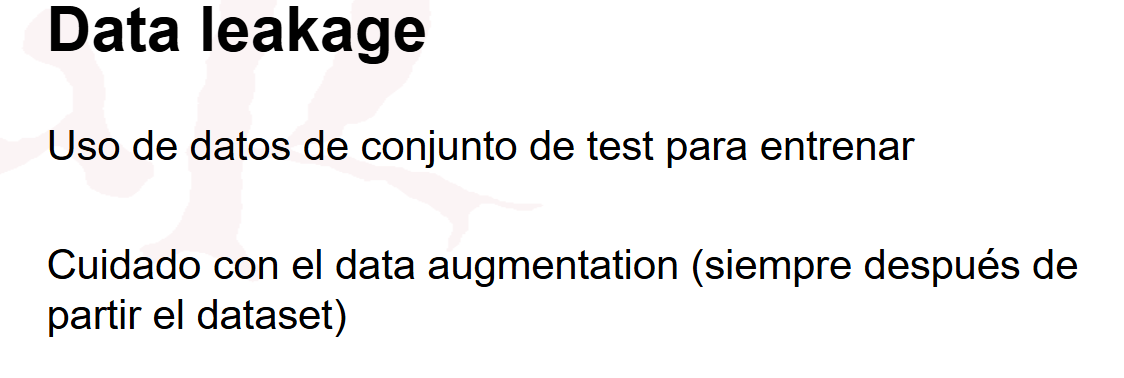 Data leakage
Uso de datos de conjunto de test para entrenar
Cuidado con el data augmentation (siempre después de
partir el dataset)